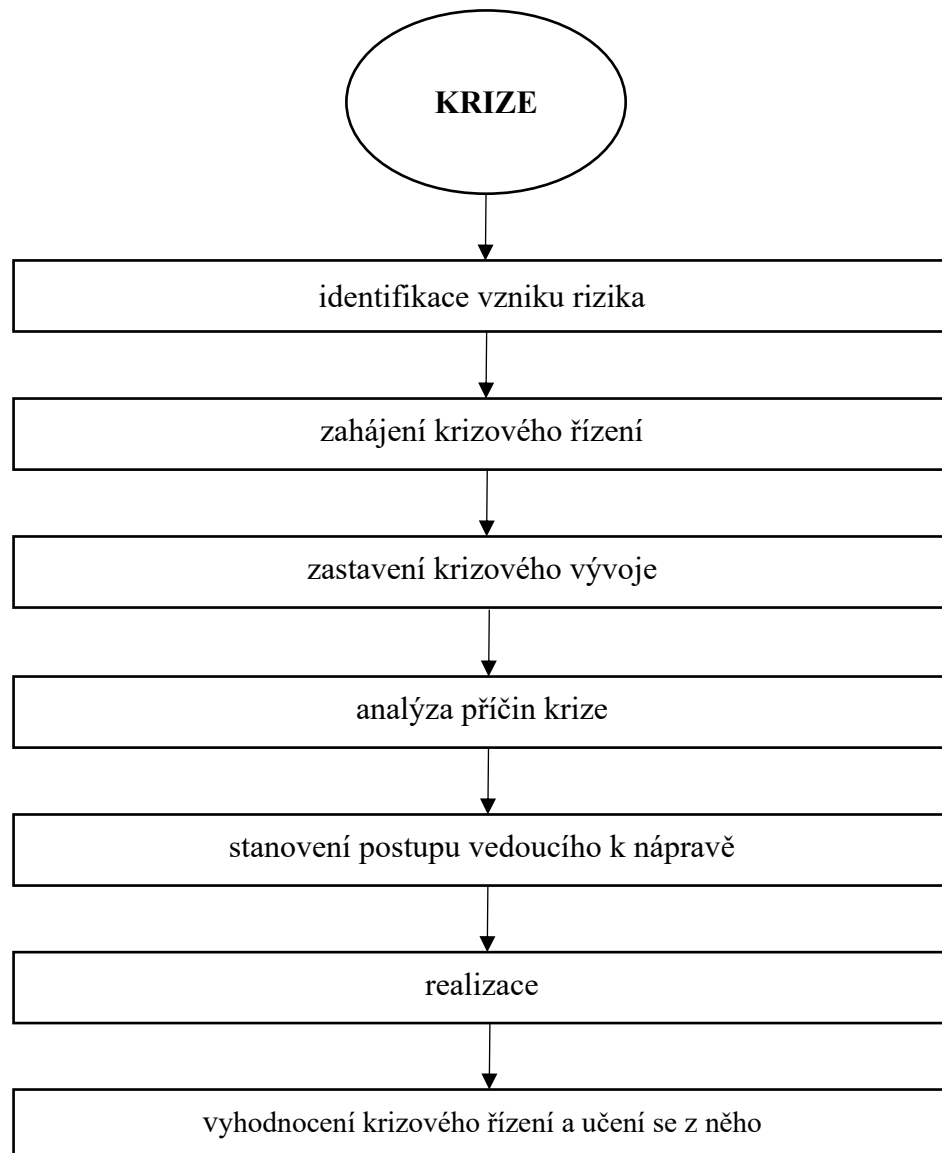 KRIZE
identifikace vzniku rizika
zahájení krizového řízení
zastavení krizového vývoje
analýza příčin krize
stanovení postupu vedoucího k nápravě
realizace
vyhodnocení krizového řízení a učení se z něho